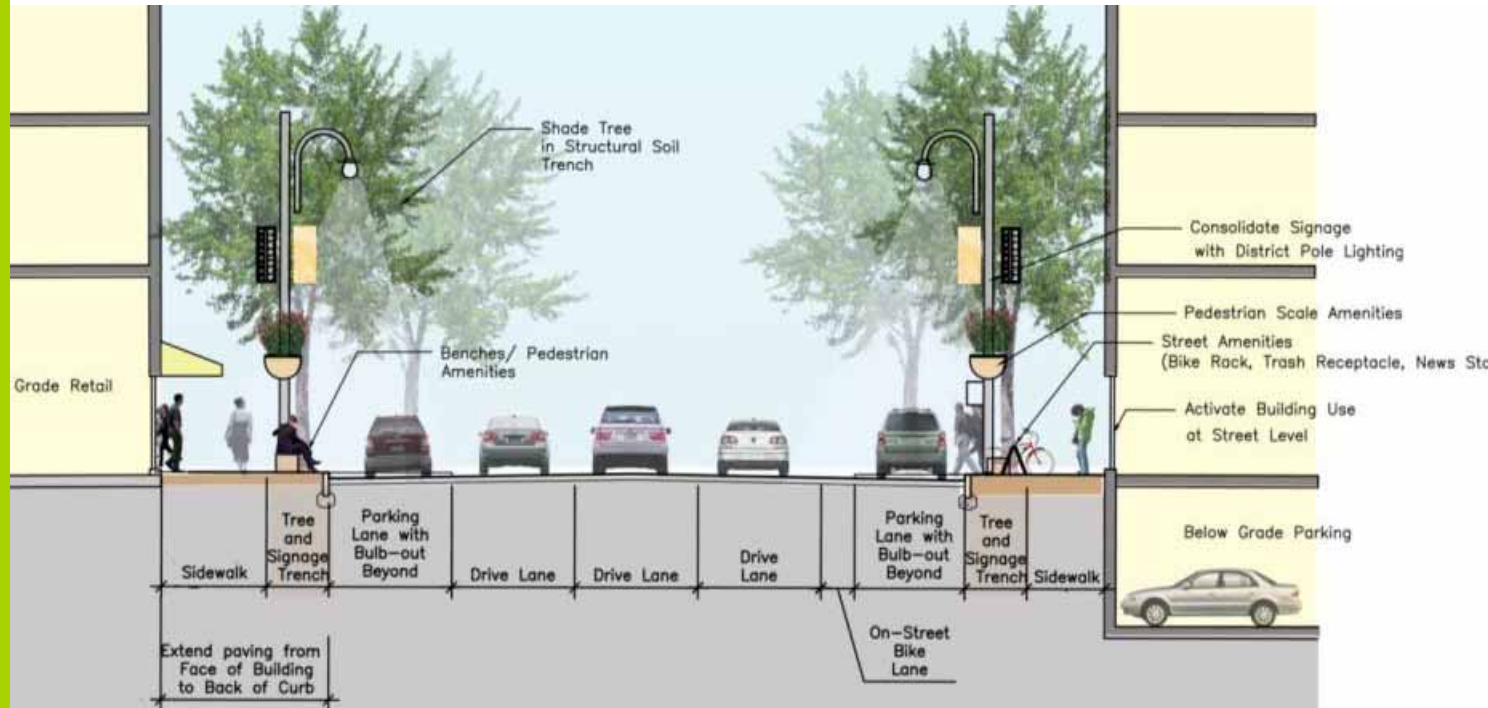 Shade Tree
in Structural Soil
Trench
Consolidate Signage
with District Pole Lighting
Pedestrian Scale Amenities
Street Amenities
(Bike Rack, Trash Receptacle, News
Benches/ Pedestrian
Amenities
Grade Retail
Activate Building Use
at Street Level
Below Grade Parking
Sidewalk
Tree
and
Signage
Trench
Parking
Lane with
Bulb-out
Beyond
Drive Lane
Drive Lane
Drive
Lane
Parking
Lane with
Bulb-out
Beyond
Tree
and
Signage
Trench
Sidewalk
On-Street
Bike
Lane
Extend paving from
Face of Building
to Back of Curb